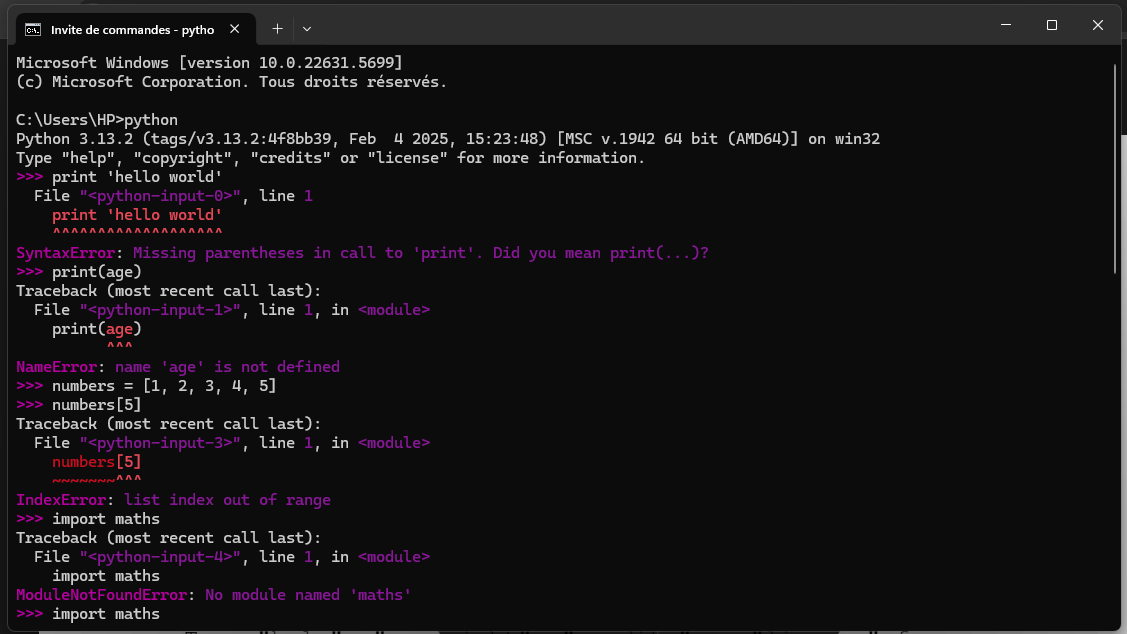 Invite de commandes - pytho
Microsoft Windows [version 10.0.22631.5699]
(c) Microsoft Corporation. Tous droits réservés.
C:\Users\HP>python
Python 3.13.2 (tags/v3.13.2:4f8bb39, Feb  4 2025, 15:23:48) [MSC v.1942 64 bit (AMD64)] on win32
Type "help", "copyright", "credits" or "license" for more information.
>>> print 'hello world'
  File "<python-input-0>", line 1
    print 'hello world'
    ^^^^^^^^^^^^^^^^^^^
SyntaxError: Missing parentheses in call to 'print'. Did you mean print(...)?
>>> print(age)
Traceback (most recent call last):
  File "<python-input-1>", line 1, in <module>
    print(age)
          ^^^
NameError: name 'age' is not defined
>>> numbers = [1, 2, 3, 4, 5]
>>> numbers[5]
Traceback (most recent call last):
  File "<python-input-3>", line 1, in <module>
    numbers[5]
    ~~~~~~~^^^
IndexError: list index out of range
>>> import maths
Traceback (most recent call last):
  File "<python-input-4>", line 1, in <module>
    import maths
ModuleNotFoundError: No module named 'maths'
>>> import maths